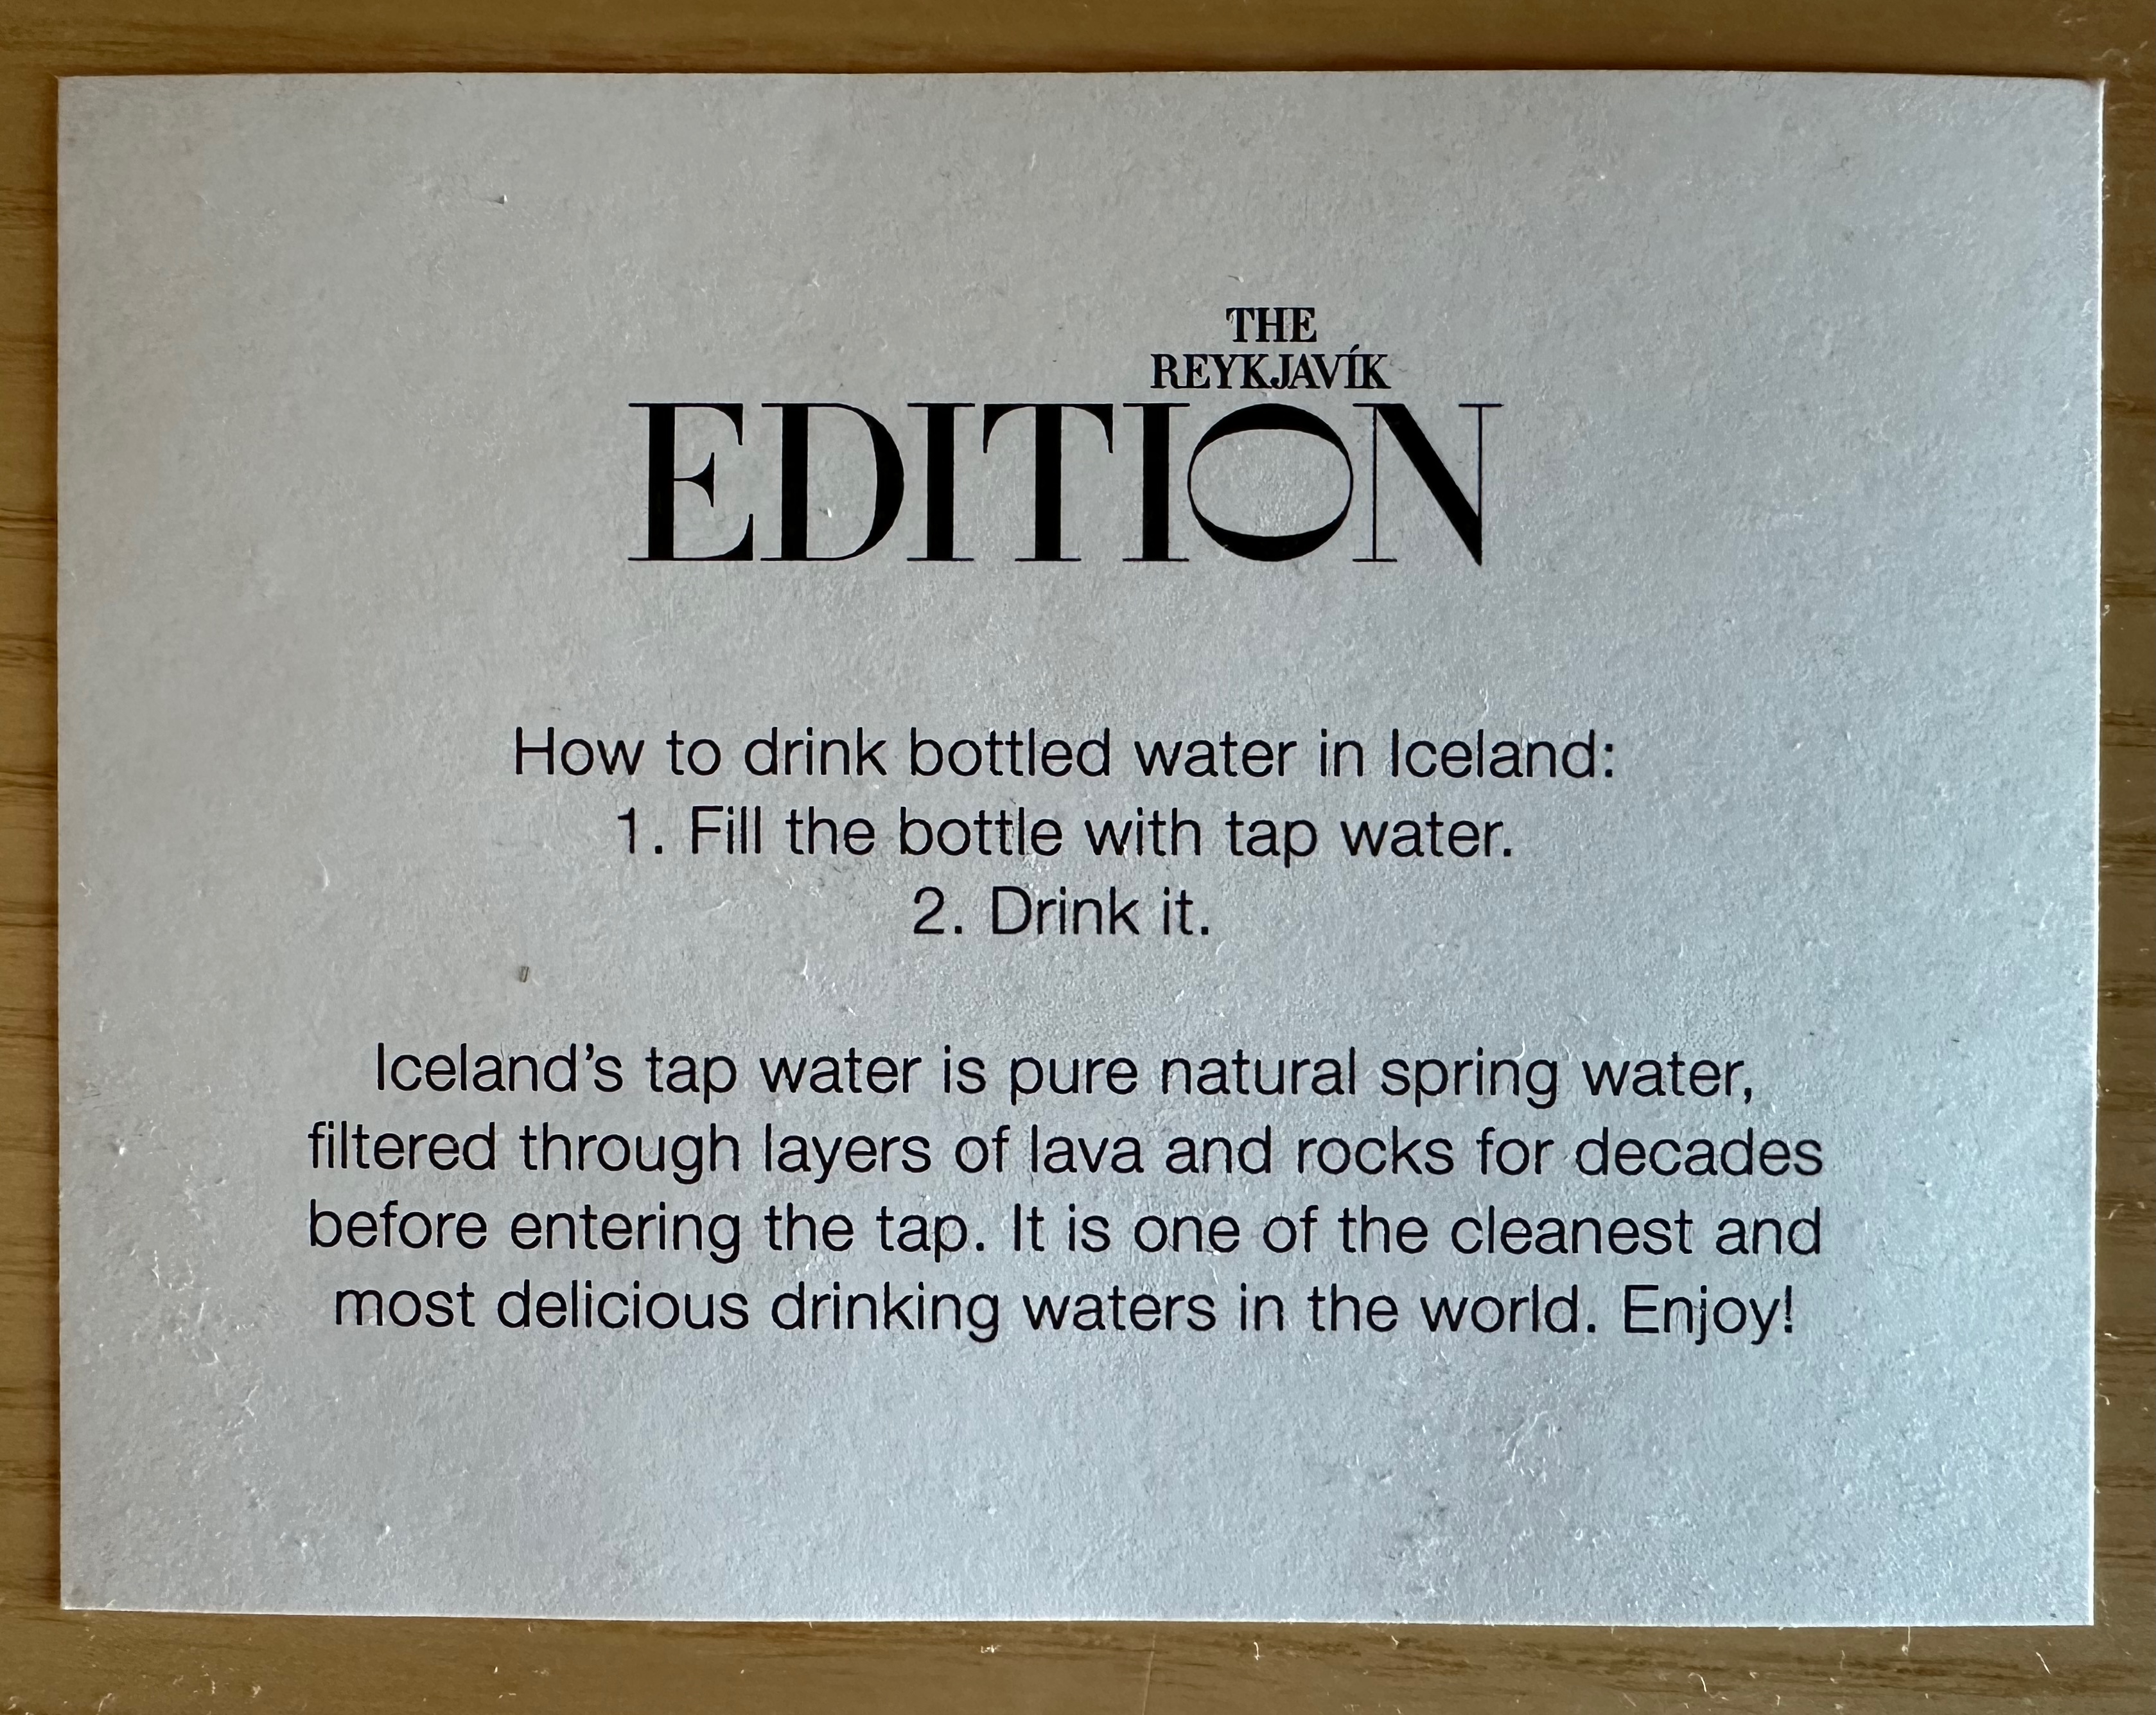 THE
REYKJAVÍK
EDITION
How to drink bottled water in Iceland:
1. Fill the bottle with tap water.
2. Drink it.
Iceland’s tap water is pure natural spring water,
filtered through layers of lava and rocks for decades
before entering the tap. It is one of the cleanest and
most delicious drinking waters in the world. Enjoy!